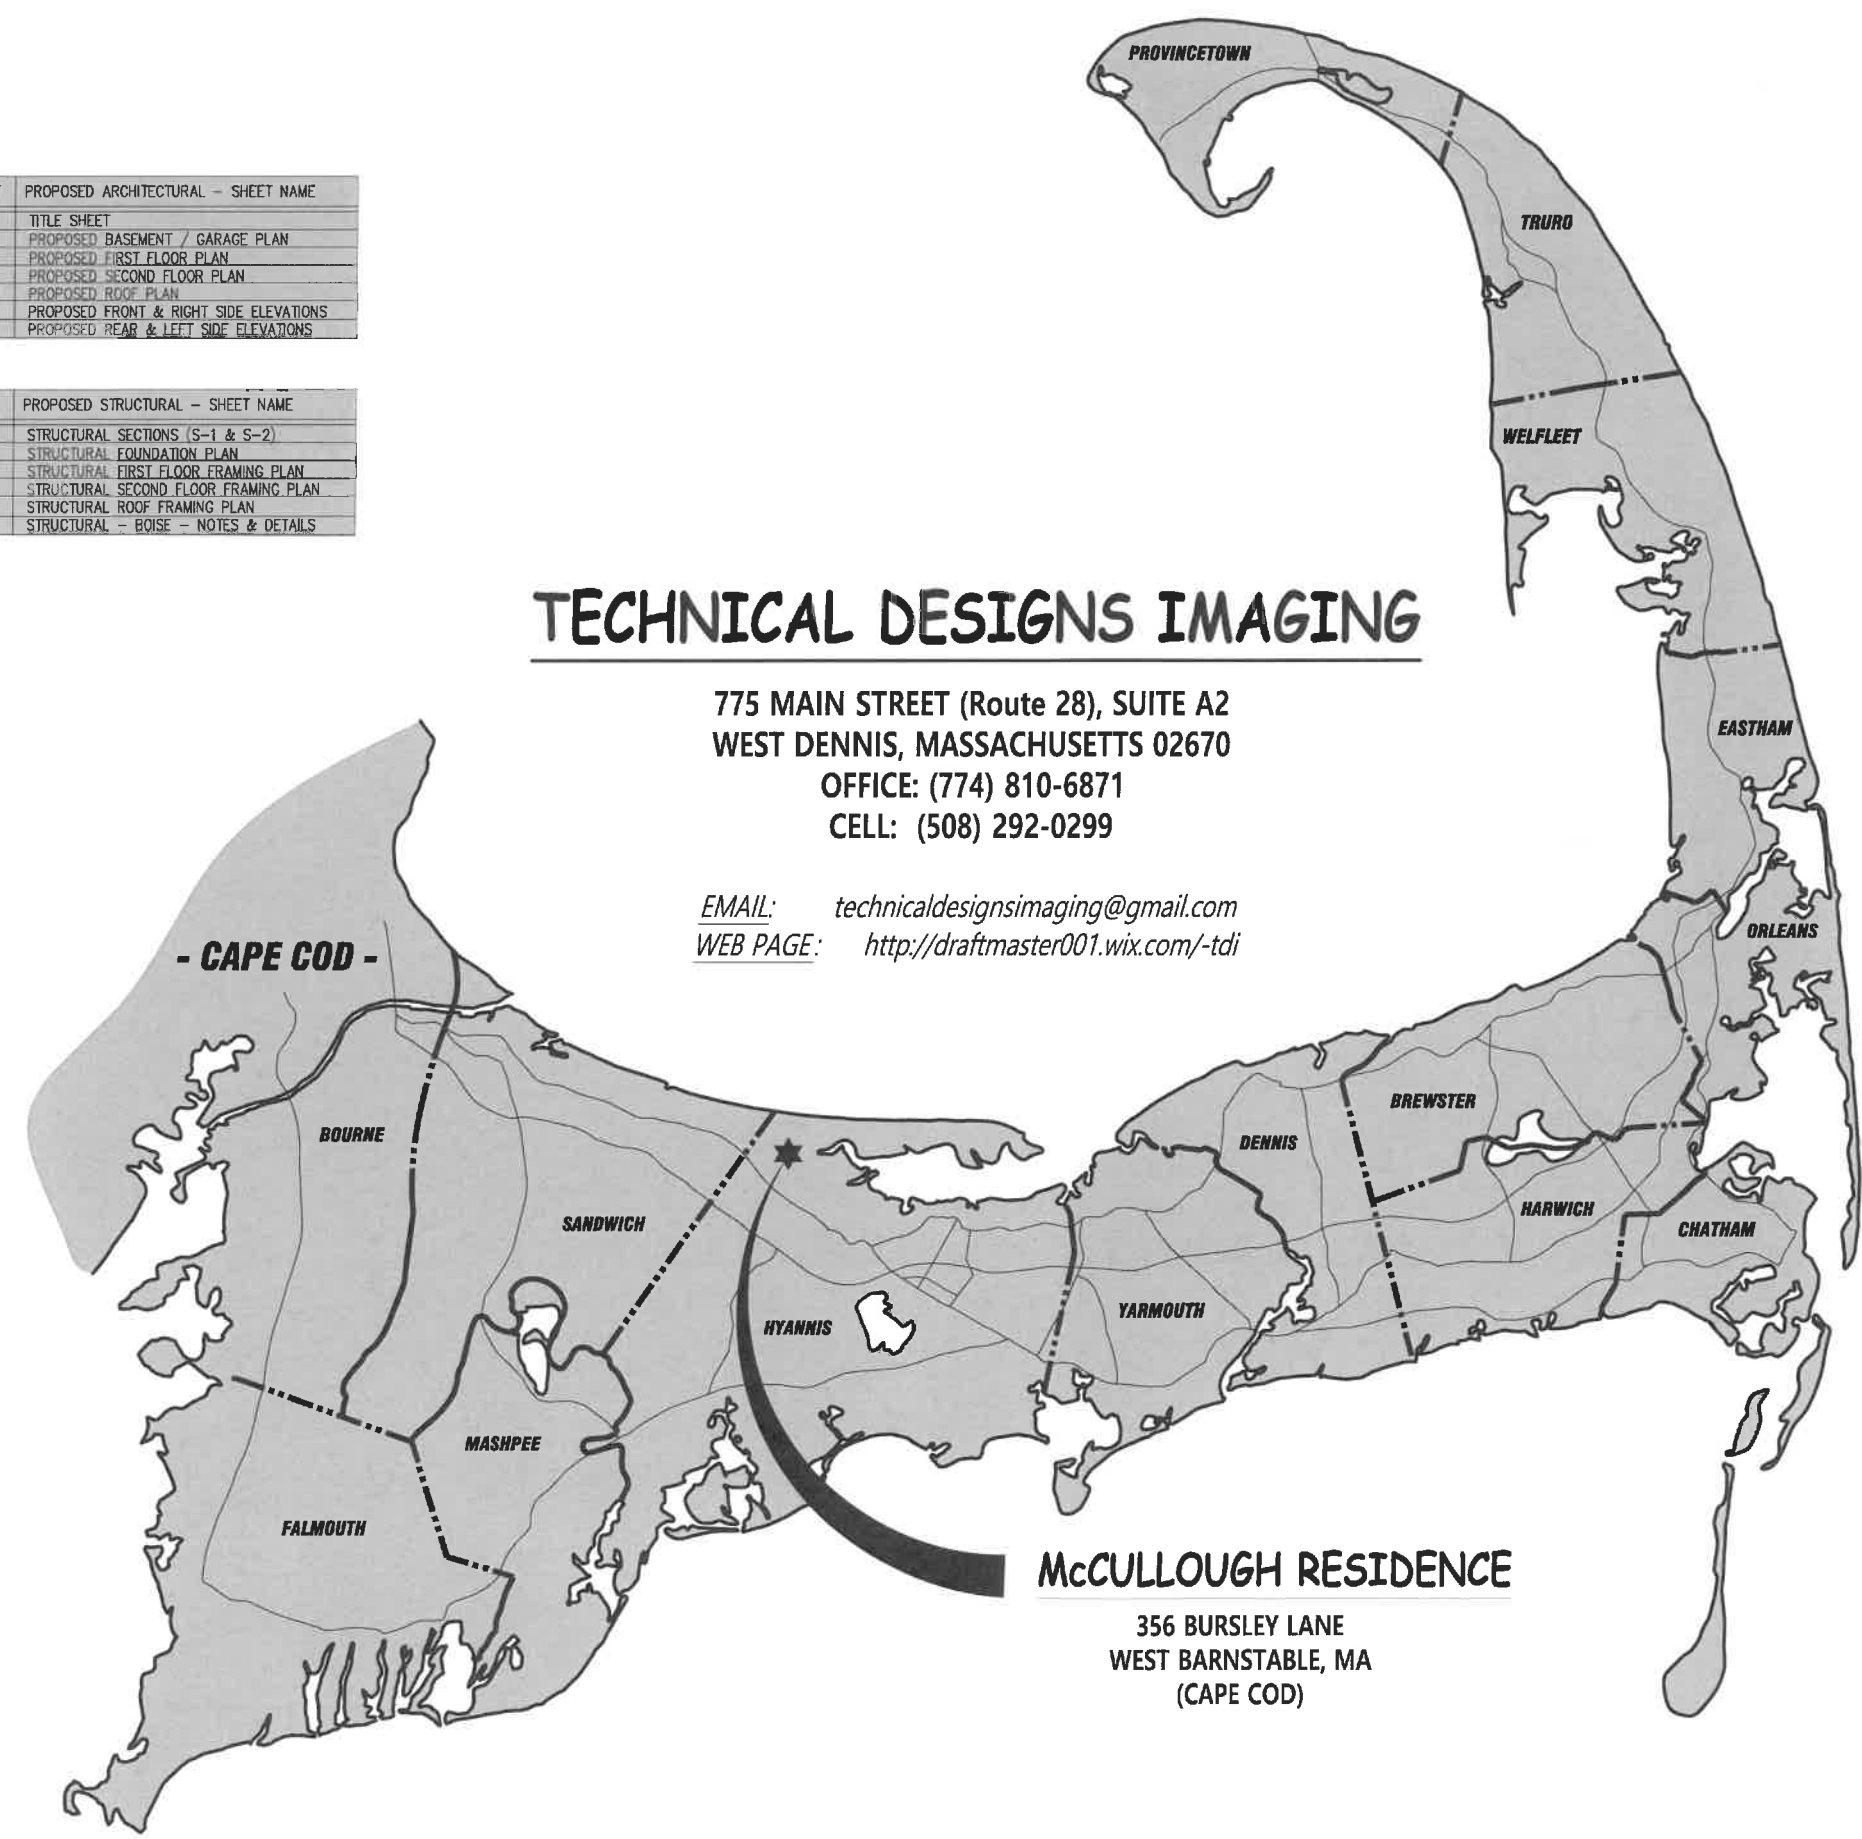 PROVINCETOWN
PROPOSED ARCHITECTURAL – SHEET NAME
TITLE SHEET
PROPOSED BASEMENT / GARAGE PLAN
PROPOSED FIRST FLOOR PLAN
PROPOSED SECOND FLOOR PLAN
PROPOSED ROOF PLAN
PROPOSED FRONT & RIGHT SIDE ELEVATIONS
PROPOSED REAR & LEFT SIDE ELEVATIONS
TRURO
PROPOSED STRUCTURAL – SHEET NAME
STRUCTURAL SECTIONS (S-1 & S-2)
STRUCTURAL FOUNDATION PLAN
STRUCTURAL FIRST FLOOR FRAMING PLAN
STRUCTURAL SECOND FLOOR FRAMING PLAN
STRUCTURAL ROOF FRAMING PLAN
STRUCTURAL – BOISE – NOTES & DETAILS
WELFLEET
TECHNICAL DESIGNS IMAGING
775 MAIN STREET (Route 28), SUITE A2
WEST DENNIS, MASSACHUSETTS 02670
OFFICE: (774) 810-6871
CELL: (508) 292-0299
EASTHAM
EMAIL: technicaldesignsimaging@gmail.com
WEB PAGE: http://draftmaster001.wix.com/-tdi
ORLEANS
- CAPE COD -
BREWSTER
BOURNE
DENNIS
SANDWICH
HARWICH
CHATHAM
HYANNIS
YARMOUTH
MASHPEE
FALMOUTH
McCULLOUGH RESIDENCE
356 BURSLEY LANE
WEST BARNSTABLE, MA
(CAPE COD)